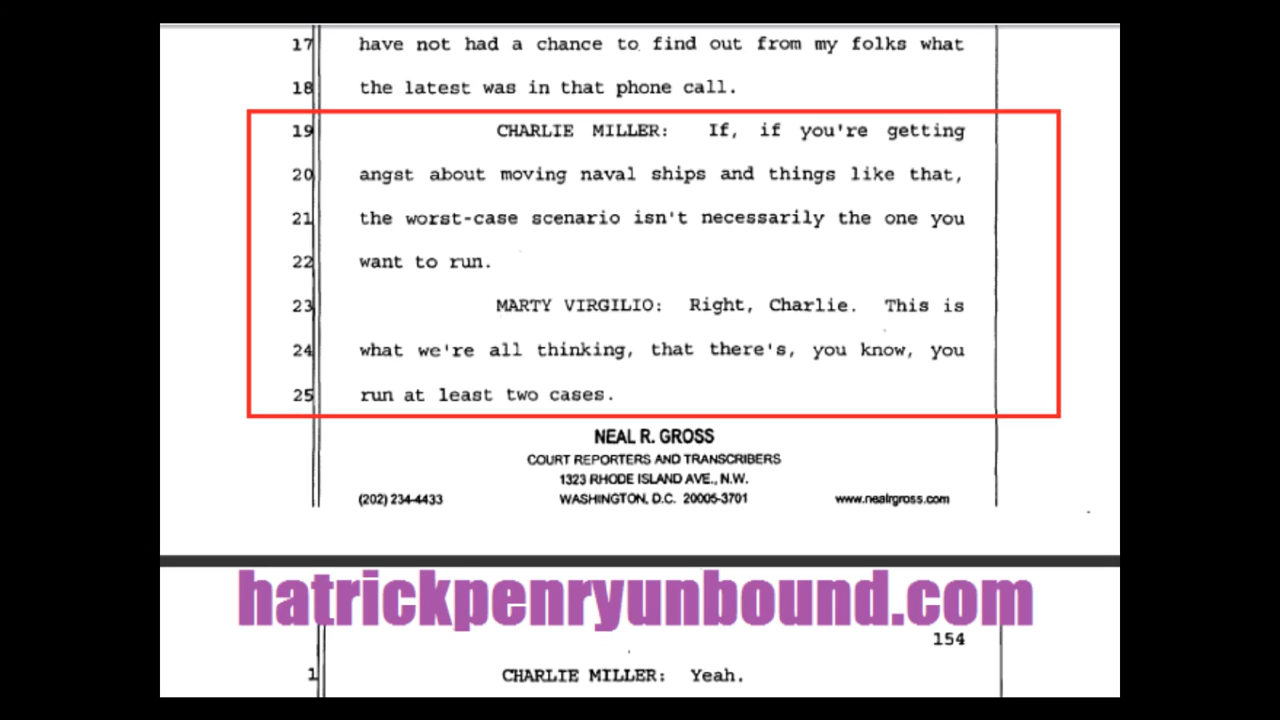 17 have not had a chance to find out from my folks what
18 the latest was in that phone call.
19 CHARLIE MILLER: If, if you're getting
20 angst about moving naval ships and things like that,
21 the worst-case scenario isn't necessarily the one you
22 want to run.
23 MARTY VIRGILIO: Right, Charlie. This is
24 what we're all thinking, that there's, you know, you
25 run at least two cases.
NEAL R. GROSS
COURT REPORTERS AND TRANSCRIBERS
1323 RHODE ISLAND AVE., N.W.
(202) 234-4433 WASHINGTON, D.C. 20005-3701 www.nealrgross.com
hatrickpenryunbound.com
154
1 CHARLIE MILLER: Yeah.